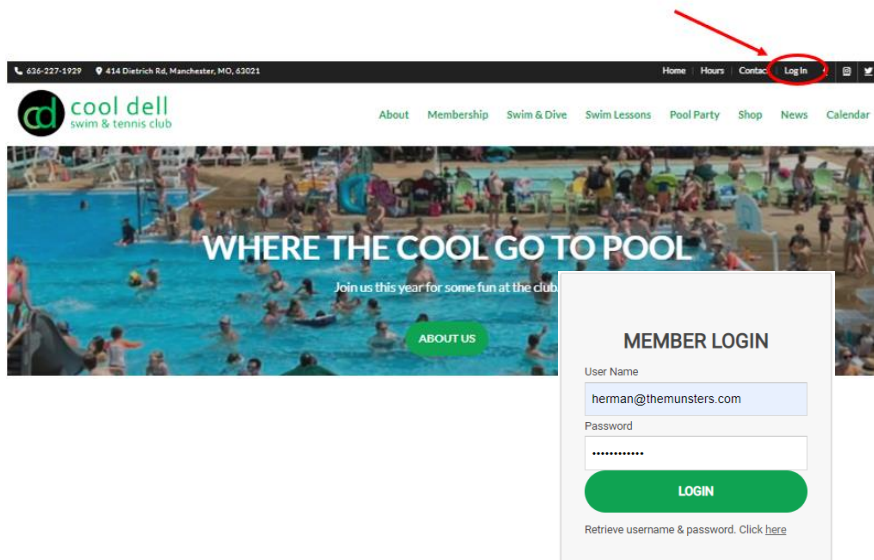 636-227-1929 414 Dietrich Rd, Manchester, MO, 63021 Home Hours Contact Log In
cd cool dell
swim & tennis club
About Membership Swim & Dive Swim Lessons Pool Party Shop News Calendar
WHERE THE COOL GO TO POOL
Join us this year for some fun at the club
ABOUT US
MEMBER LOGIN
User Name
herman@themunsters.com
Password
••••••••••••
LOGIN
Retrieve username & password. Click here